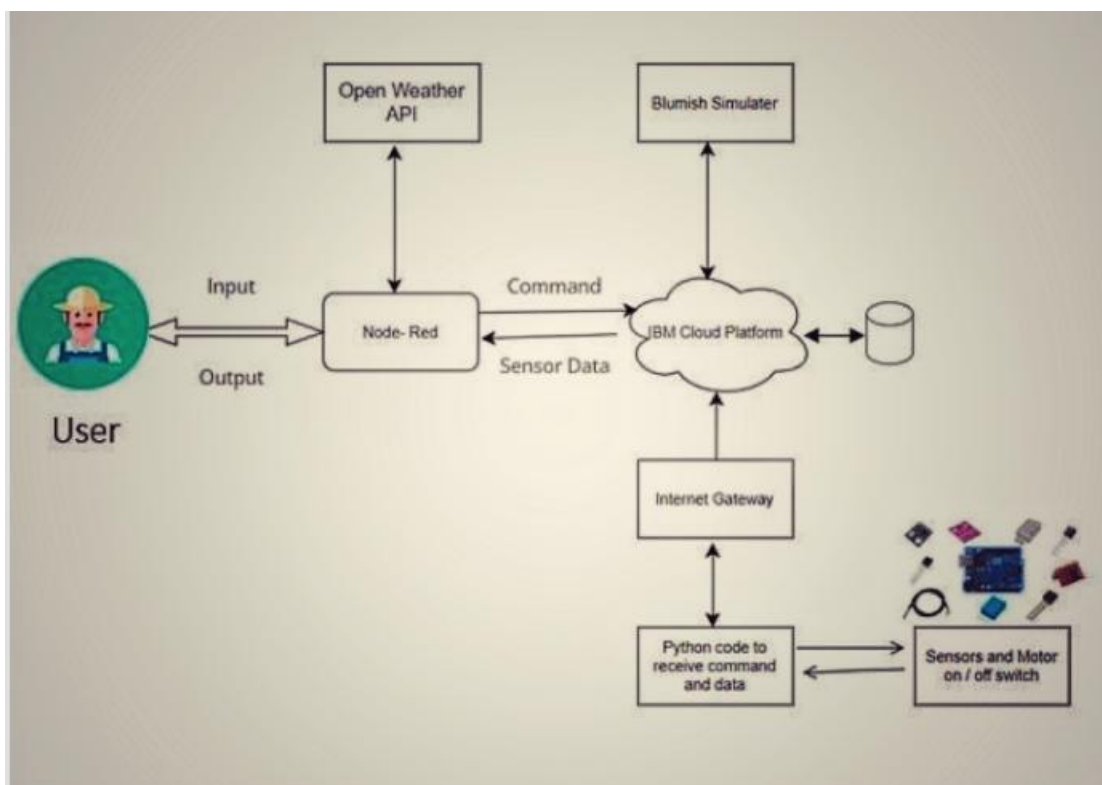 Open Weather
API
Blumish Simulater
Input
Command
Node- Red
IBM Cloud Platform
Sensor Data
Output
User
Internet Gateway
Python code to
receive command
and data
Sensors and Motor
on / off switch